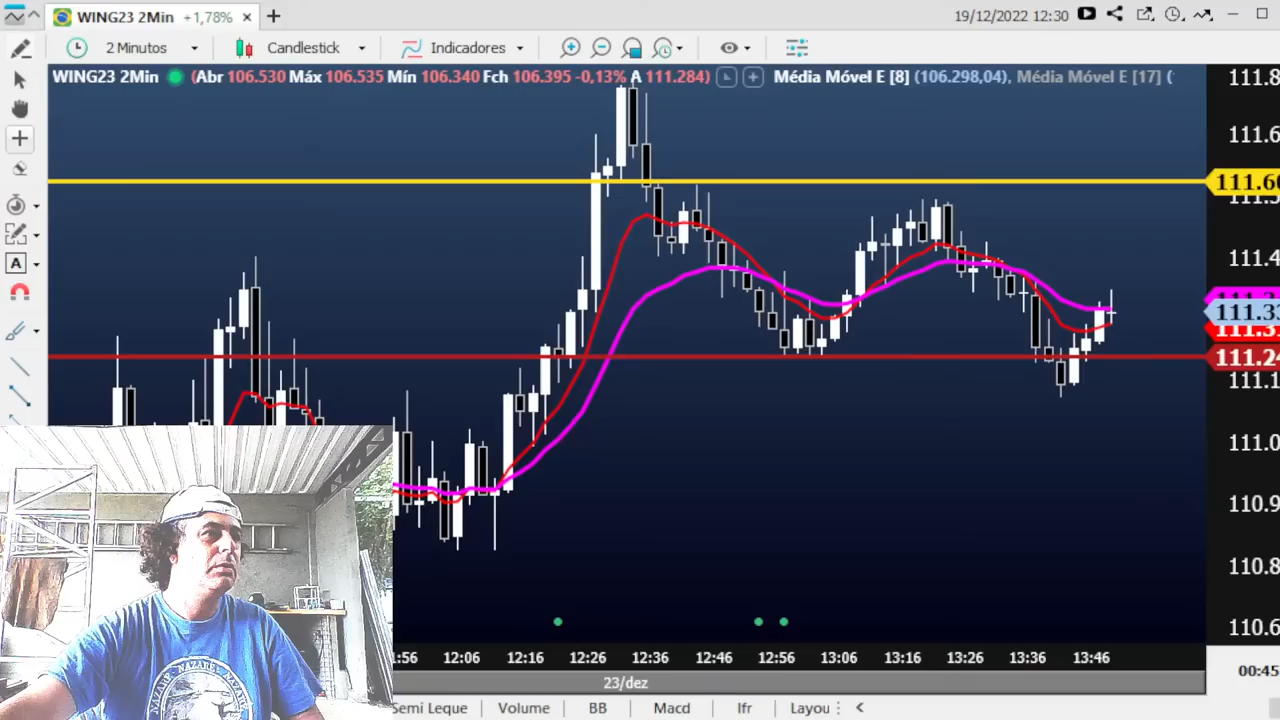 WING23 2Min +1,78% × +
19/12/2022 12:30
2 Minutos Candlestick Indicadores
WING23 2Min (Abr 106.530 Máx 106.535 Mín 106.340 Fch 106.395 -0,13% A 111.284) Média Móvel E [8] (106.298,04), Média Móvel E [17] (
111.8
111.6
111.60
111.4
111.33
111.24
111.1
111.0
110.9
110.8
110.6
A
NAZARÉ
1:56 12:06 12:16 12:26 12:36 12:46 12:56 13:06 13:16 13:26 13:36 13:46
00:45
23/dez
Semi Leque Volume BB Macd Ifr Layou <